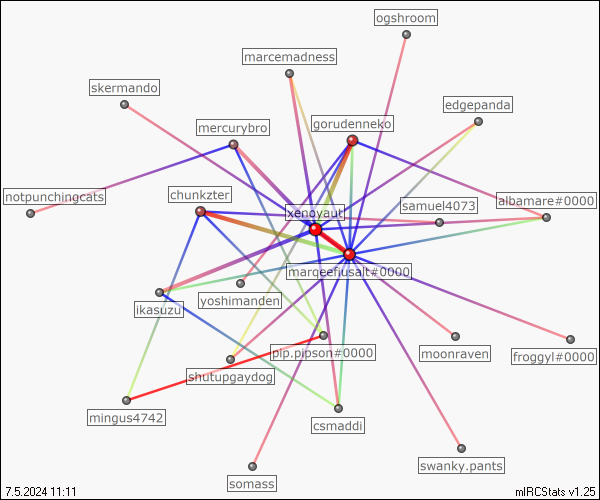 ogshroom
marcemadness
skermando
edgepanda
mercurybro
gorudenneko
notpunchingcats
chunkzter
samuel4073
albamare#0000
xenoyaut
margeefiusalt#0000
yoshimanden
ikasuzu
pip.pipson#0000
moonraven
froggyl#0000
shutupgaydog
mingus4742
csmaddi
swanky.pants
somass
7.5.2024 11:11
mIRCStats v1.25